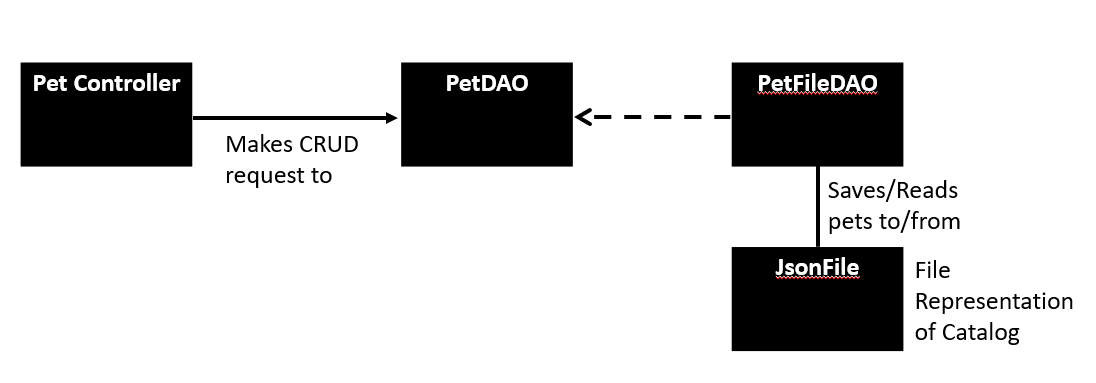 Pet Controller
PetDAO
PetFileDAO
Makes CRUD
request to
Saves/Reads
pets to/from
JsonFile
File
Representation
of Catalog